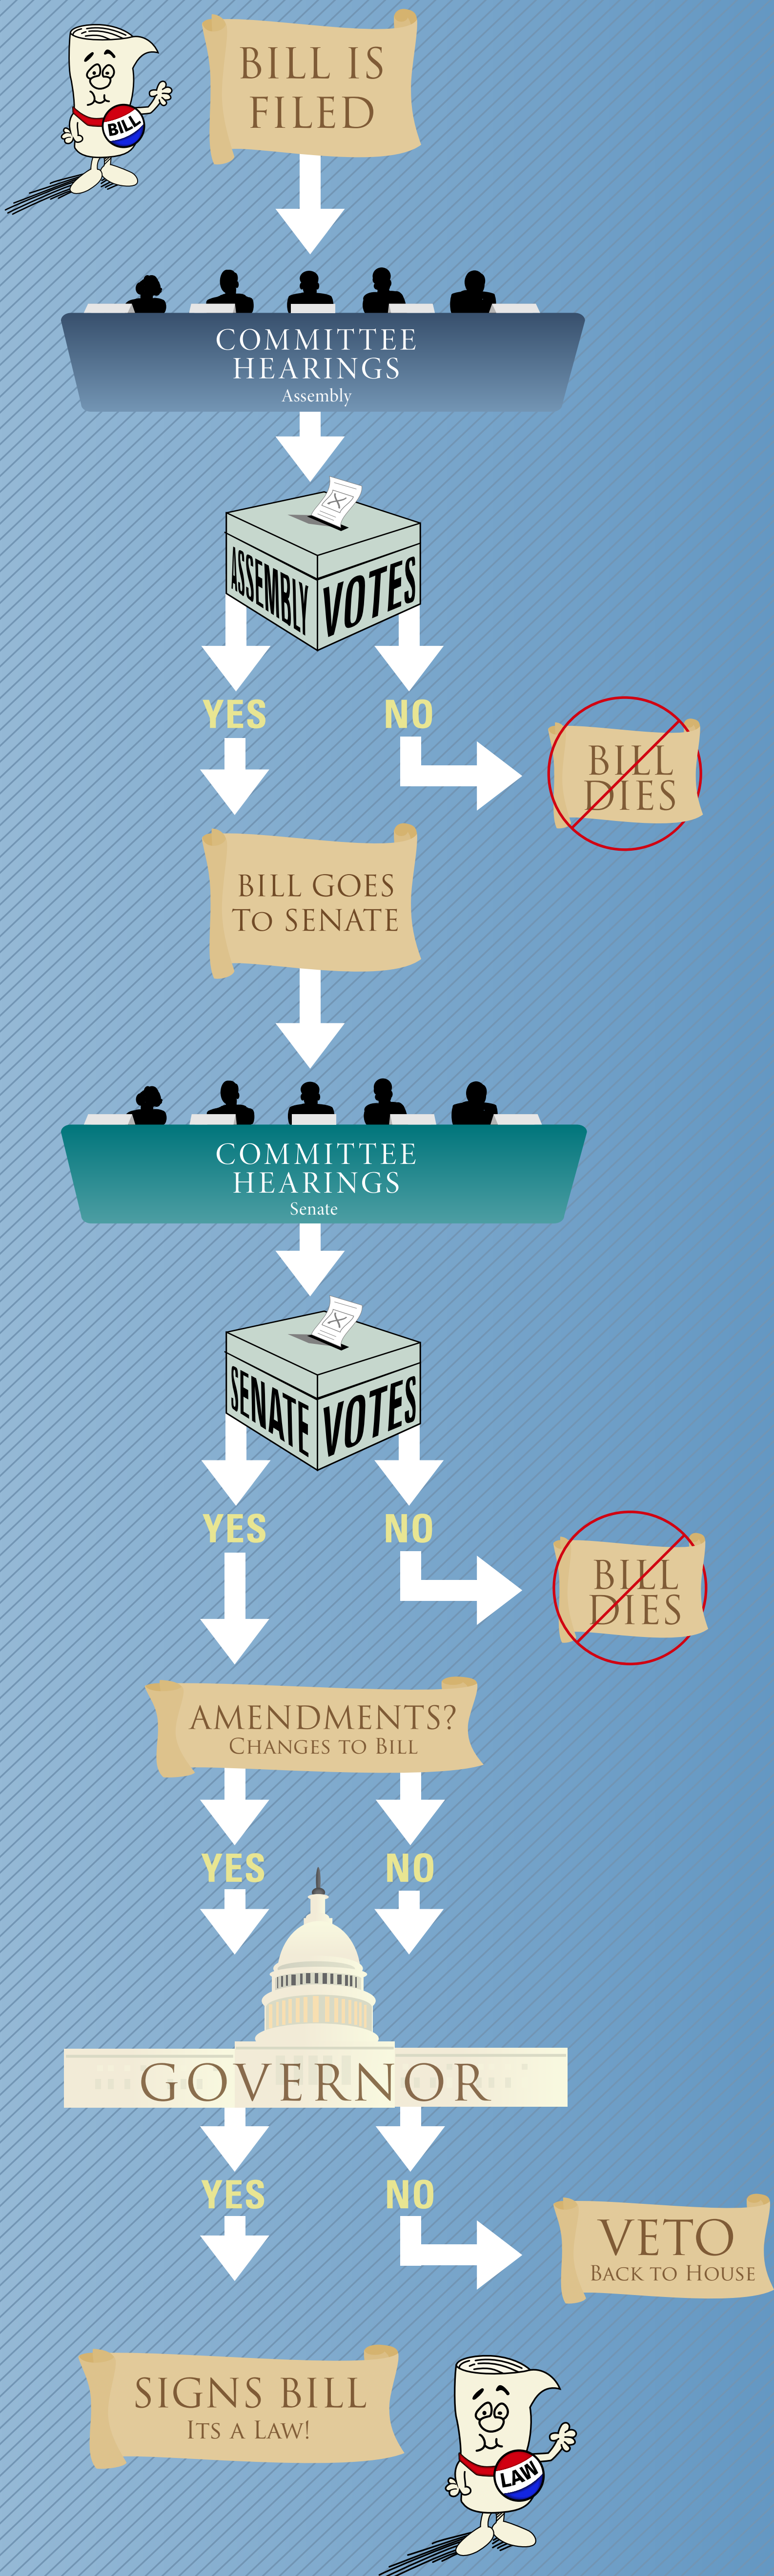 BILL IS
FILED
BILL
COMMITTEE
HEARINGS
Assembly
ASSEMBLY VOTES
YES
NO
BILL
DIES
BILL GOES
TO SENATE
COMMITTEE
HEARINGS
Senate
SENATE VOTES
YES
NO
BILL
DIES
AMENDMENTS?
CHANGES TO BILL
YES
NO
GOVERNOR
YES
NO
VETO
BACK TO HOUSE
SIGNS BILL
ITS A LAW!
LAW